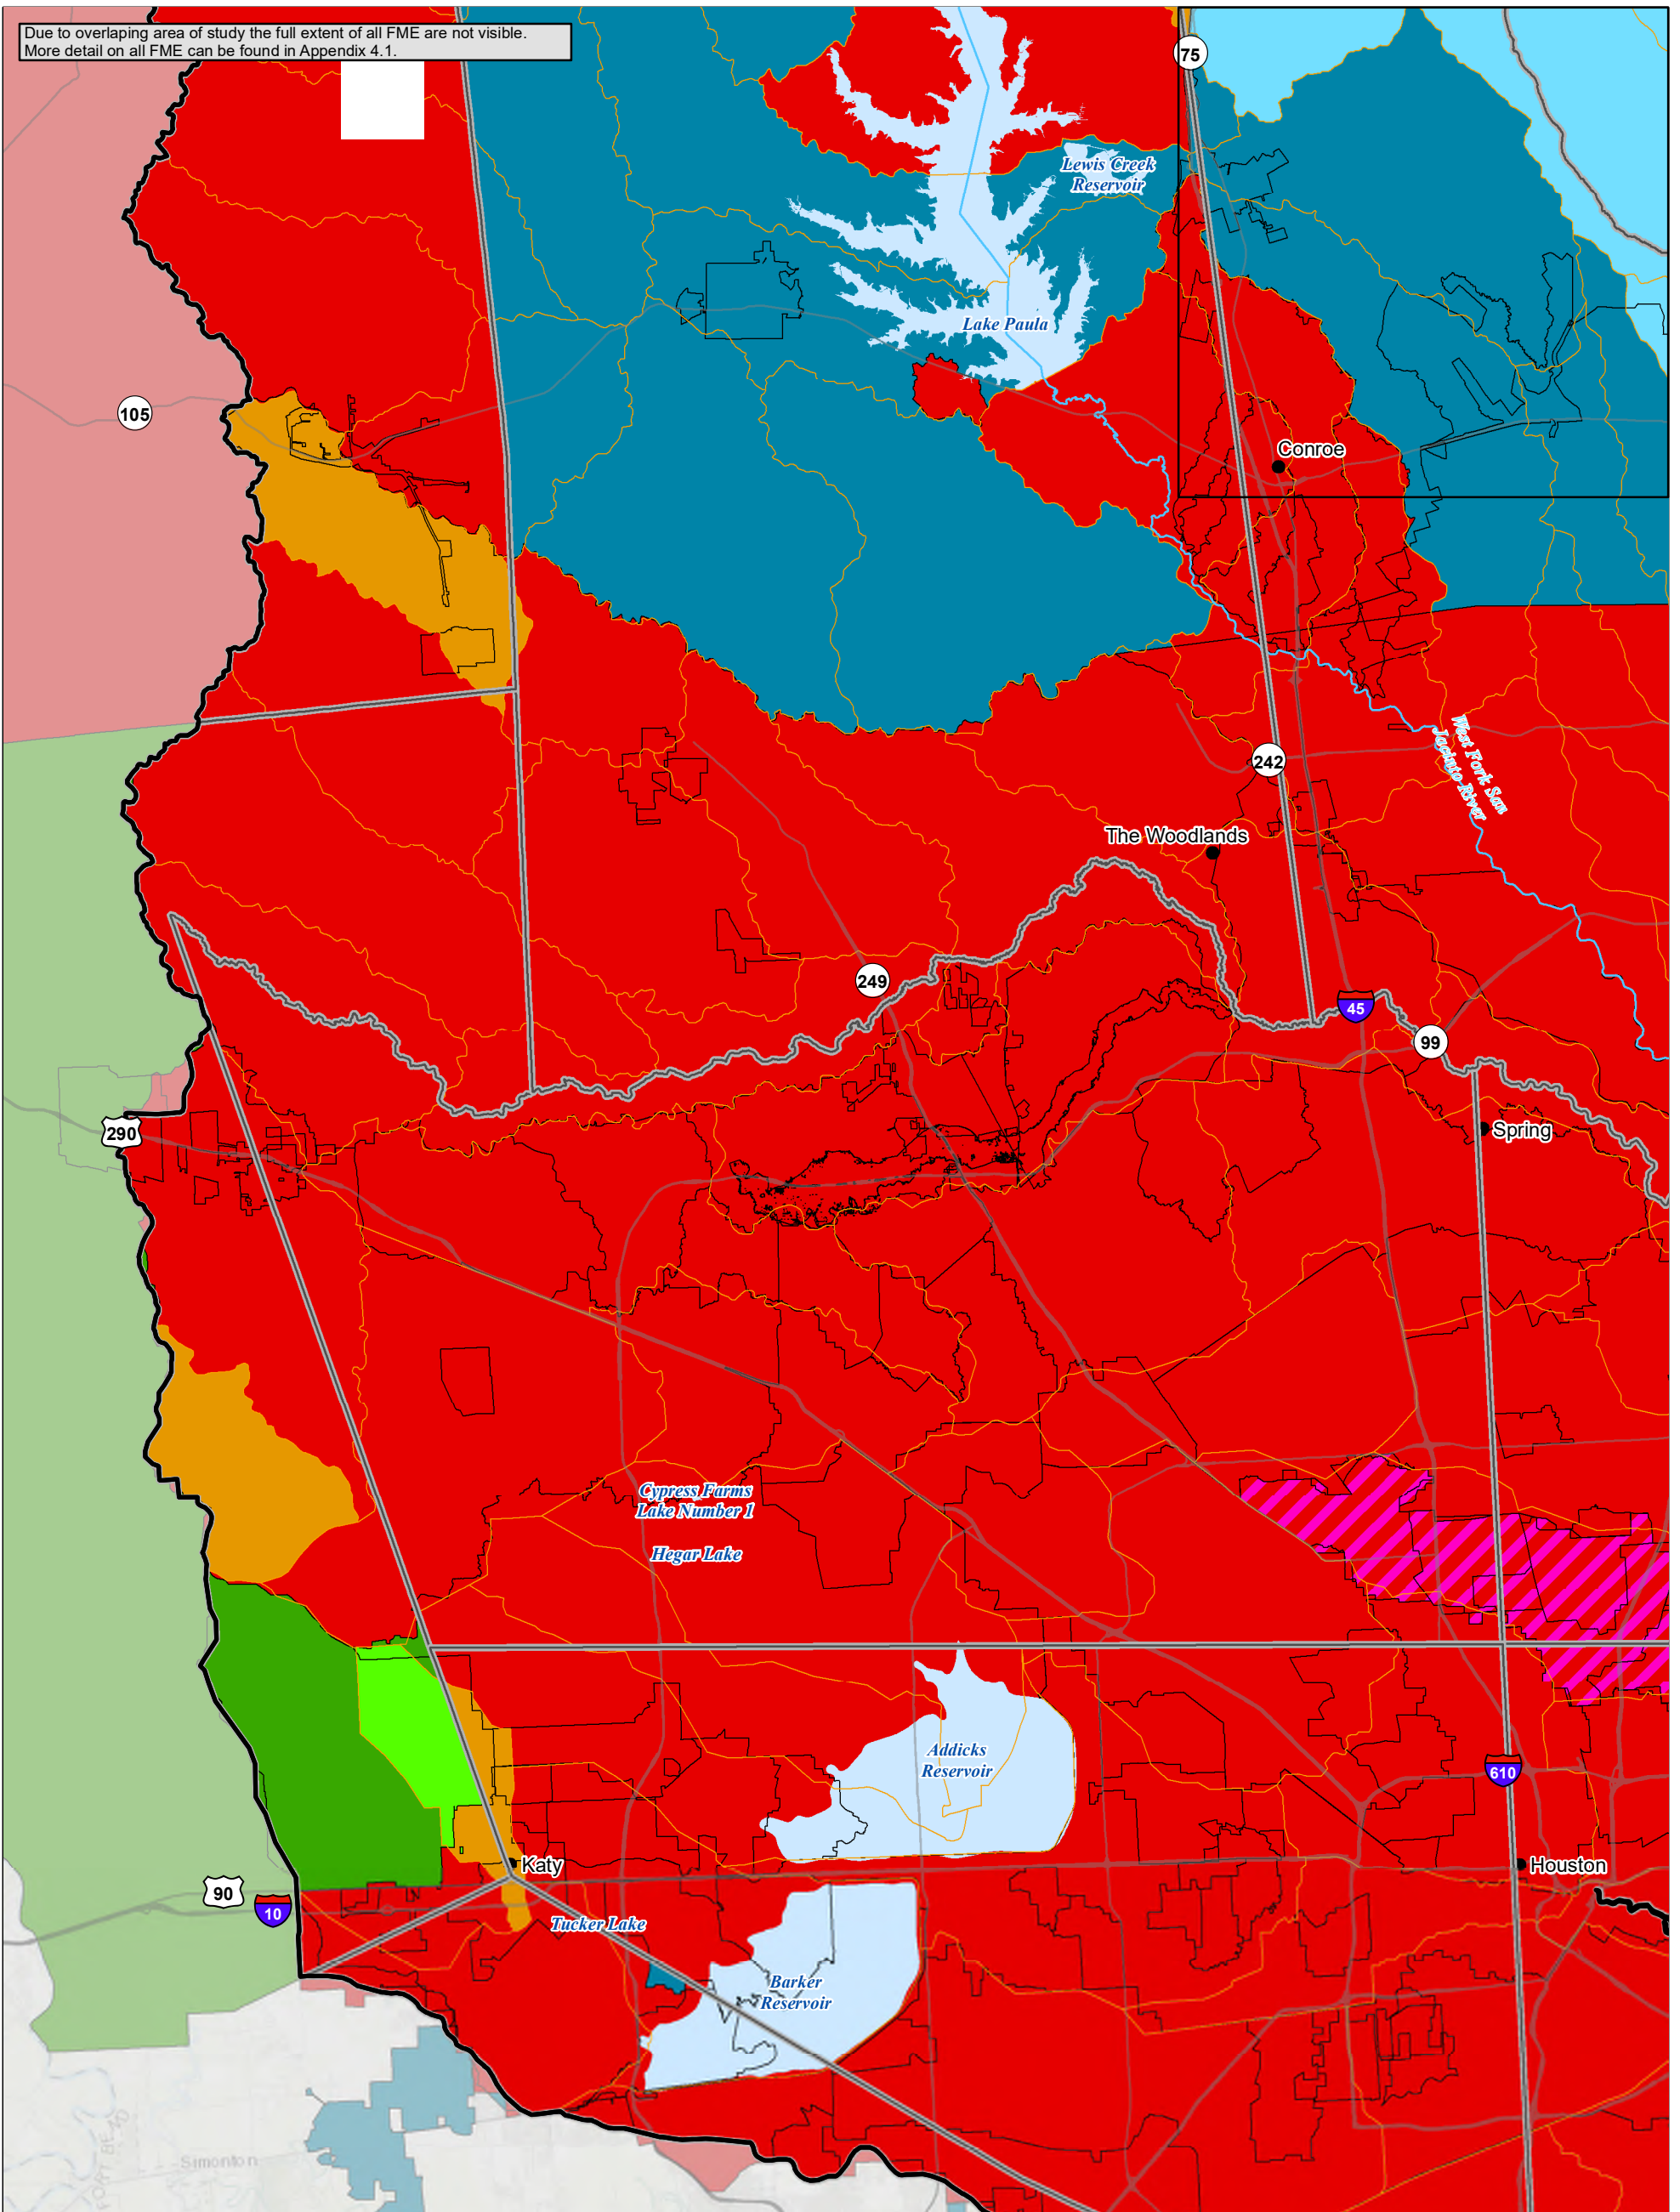 Due to overlaping area of study the full extent of all FME are not visible.
More detail on all FME can be found in Appendix 4.1.
75
Lewis Creek
Reservoir
Lake Paula
105
Conroe
West Fork San
Jacinto River
242
The Woodlands
249
45
99
290
Spring
Cypress Farms
Lake Number 1
Hegar Lake
Addicks
Reservoir
610
Katy
Houston
90
10
Tucker Lake
Barker
Reservoir
Simonton